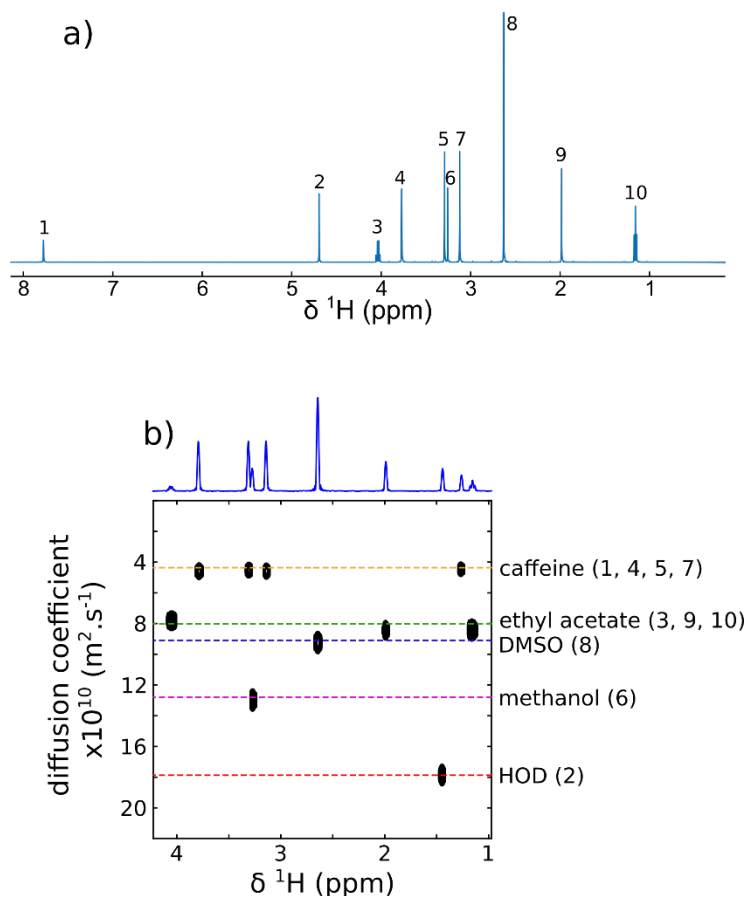 a)
8
5 7
6
2
4
9
10
3
1
8 7 6 5 4 3 2 1
δ ¹H (ppm)
b)
4
8
12
16
20
diffusion coefficient
x10¹⁰ (m².s⁻¹)
caffeine (1, 4, 5, 7)
ethyl acetate (3, 9, 10)
DMSO (8)
methanol (6)
HOD (2)
4 3 2 1
δ ¹H (ppm)